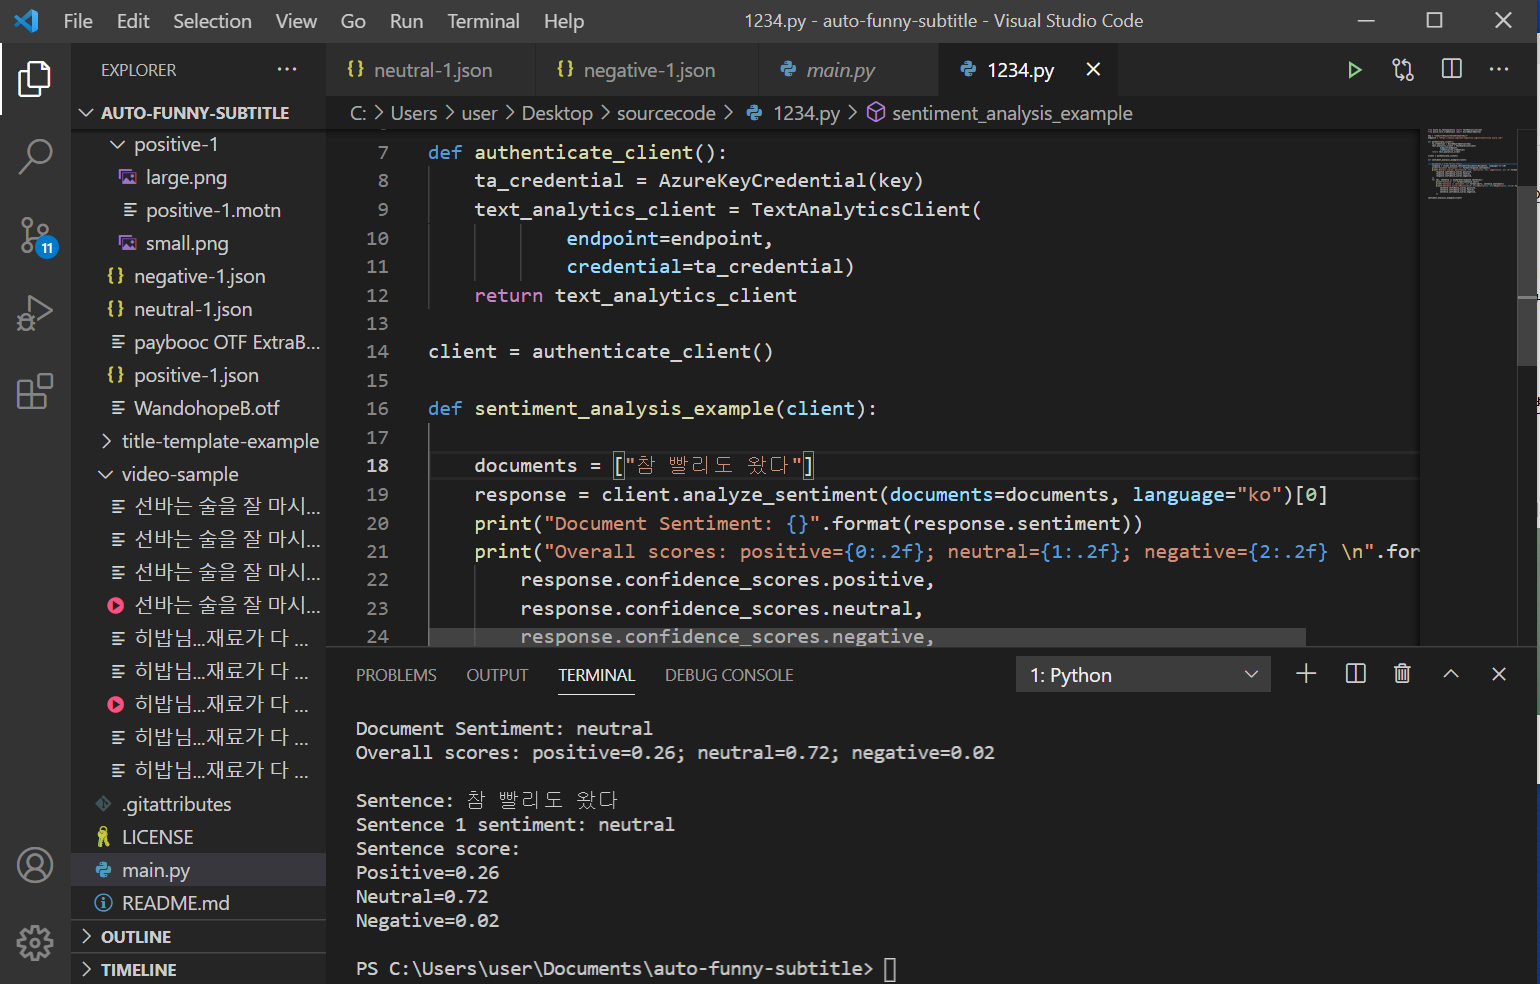 File Edit Selection View Go Run Terminal Help 1234.py - auto-funny-subtitle - Visual Studio Code
EXPLORER ...
{} neutral-1.json {} negative-1.json main.py 1234.py
C: > Users > user > Desktop > sourcecode > 1234.py > sentiment_analysis_example
AUTO-FUNNY-SUBTITLE
positive-1
large.png
positive-1.motn
small.png
11
{} negative-1.json
{} neutral-1.json
paybooc OTF ExtraB...
{} positive-1.json
WandohopeB.otf
title-template-example
video-sample
선바는 술을 잘 마시...
선바는 술을 잘 마시...
선바는 술을 잘 마시...
선바는 술을 잘 마시...
히밥님...재료가 다 ...
히밥님...재료가 다 ...
히밥님...재료가 다 ...
히밥님...재료가 다 ...
히밥님...재료가 다 ...
.gitattributes
LICENSE
main.py
README.md
OUTLINE
TIMELINE
7 def authenticate_client():
8 ta_credential = AzureKeyCredential(key)
9 text_analytics_client = TextAnalyticsClient(
10 endpoint=endpoint,
11 credential=ta_credential)
12 return text_analytics_client
13
14 client = authenticate_client()
15
16 def sentiment_analysis_example(client):
17
18 documents = ["참 빨리도 왔다"]
19 response = client.analyze_sentiment(documents=documents, language="ko")[0]
20 print("Document Sentiment: {}".format(response.sentiment))
21 print("Overall scores: positive={0:.2f}; neutral={1:.2f}; negative={2:.2f} \n".for
22 response.confidence_scores.positive,
23 response.confidence_scores.neutral,
24 response.confidence_scores.negative,
PROBLEMS OUTPUT TERMINAL DEBUG CONSOLE 1: Python
Document Sentiment: neutral
Overall scores: positive=0.26; neutral=0.72; negative=0.02
Sentence: 참 빨리도 왔다
Sentence 1 sentiment: neutral
Sentence score:
Positive=0.26
Neutral=0.72
Negative=0.02
PS C:\Users\user\Documents\auto-funny-subtitle>